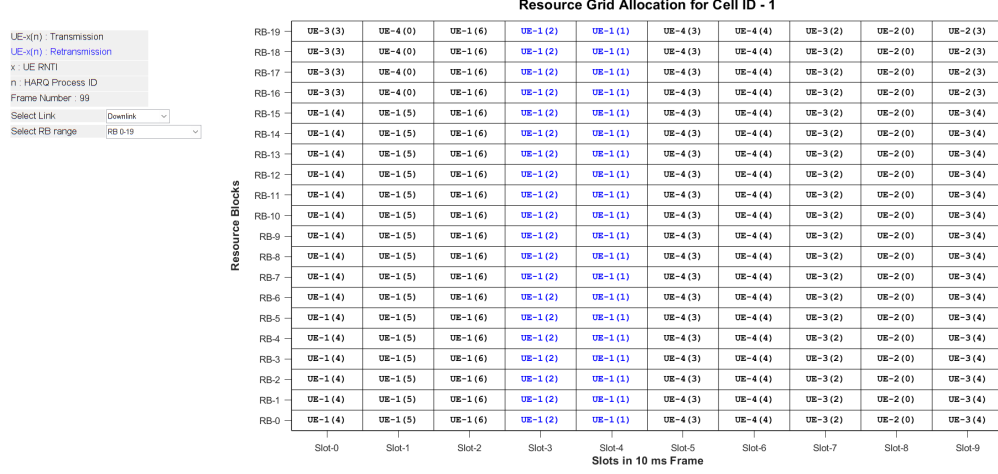 Resource Grid Allocation for Cell ID - 1
UE-x(n) : Transmission
UE-x(n) : Retransmission
x : UE RNTI
n : HARQ Process ID
Frame Number : 99
Select Link Downlink
Select RB range RB 0-19
Resource Blocks
RB-19 UE-3(3) UE-4(0) UE-1(6) UE-1(2) UE-1(1) UE-4(3) UE-4(4) UE-3(2) UE-2(0) UE-2(3)
RB-18 UE-3(3) UE-4(0) UE-1(6) UE-1(2) UE-1(1) UE-4(3) UE-4(4) UE-3(2) UE-2(0) UE-2(3)
RB-17 UE-3(3) UE-4(0) UE-1(6) UE-1(2) UE-1(1) UE-4(3) UE-4(4) UE-3(2) UE-2(0) UE-2(3)
RB-16 UE-3(3) UE-4(0) UE-1(6) UE-1(2) UE-1(1) UE-4(3) UE-4(4) UE-3(2) UE-2(0) UE-2(3)
RB-15 UE-1(4) UE-1(5) UE-1(6) UE-1(2) UE-1(1) UE-4(3) UE-4(4) UE-3(2) UE-2(0) UE-3(4)
RB-14 UE-1(4) UE-1(5) UE-1(6) UE-1(2) UE-1(1) UE-4(3) UE-4(4) UE-3(2) UE-2(0) UE-3(4)
RB-13 UE-1(4) UE-1(5) UE-1(6) UE-1(2) UE-1(1) UE-4(3) UE-4(4) UE-3(2) UE-2(0) UE-3(4)
RB-12 UE-1(4) UE-1(5) UE-1(6) UE-1(2) UE-1(1) UE-4(3) UE-4(4) UE-3(2) UE-2(0) UE-3(4)
RB-11 UE-1(4) UE-1(5) UE-1(6) UE-1(2) UE-1(1) UE-4(3) UE-4(4) UE-3(2) UE-2(0) UE-3(4)
RB-10 UE-1(4) UE-1(5) UE-1(6) UE-1(2) UE-1(1) UE-4(3) UE-4(4) UE-3(2) UE-2(0) UE-3(4)
RB-9 UE-1(4) UE-1(5) UE-1(6) UE-1(2) UE-1(1) UE-4(3) UE-4(4) UE-3(2) UE-2(0) UE-3(4)
RB-8 UE-1(4) UE-1(5) UE-1(6) UE-1(2) UE-1(1) UE-4(3) UE-4(4) UE-3(2) UE-2(0) UE-3(4)
RB-7 UE-1(4) UE-1(5) UE-1(6) UE-1(2) UE-1(1) UE-4(3) UE-4(4) UE-3(2) UE-2(0) UE-3(4)
RB-6 UE-1(4) UE-1(5) UE-1(6) UE-1(2) UE-1(1) UE-4(3) UE-4(4) UE-3(2) UE-2(0) UE-3(4)
RB-5 UE-1(4) UE-1(5) UE-1(6) UE-1(2) UE-1(1) UE-4(3) UE-4(4) UE-3(2) UE-2(0) UE-3(4)
RB-4 UE-1(4) UE-1(5) UE-1(6) UE-1(2) UE-1(1) UE-4(3) UE-4(4) UE-3(2) UE-2(0) UE-3(4)
RB-3 UE-1(4) UE-1(5) UE-1(6) UE-1(2) UE-1(1) UE-4(3) UE-4(4) UE-3(2) UE-2(0) UE-3(4)
RB-2 UE-1(4) UE-1(5) UE-1(6) UE-1(2) UE-1(1) UE-4(3) UE-4(4) UE-3(2) UE-2(0) UE-3(4)
RB-1 UE-1(4) UE-1(5) UE-1(6) UE-1(2) UE-1(1) UE-4(3) UE-4(4) UE-3(2) UE-2(0) UE-3(4)
RB-0 UE-1(4) UE-1(5) UE-1(6) UE-1(2) UE-1(1) UE-4(3) UE-4(4) UE-3(2) UE-2(0) UE-3(4)
Slot-0 Slot-1 Slot-2 Slot-3 Slot-4 Slot-5 Slot-6 Slot-7 Slot-8 Slot-9
Slots in 10 ms Frame